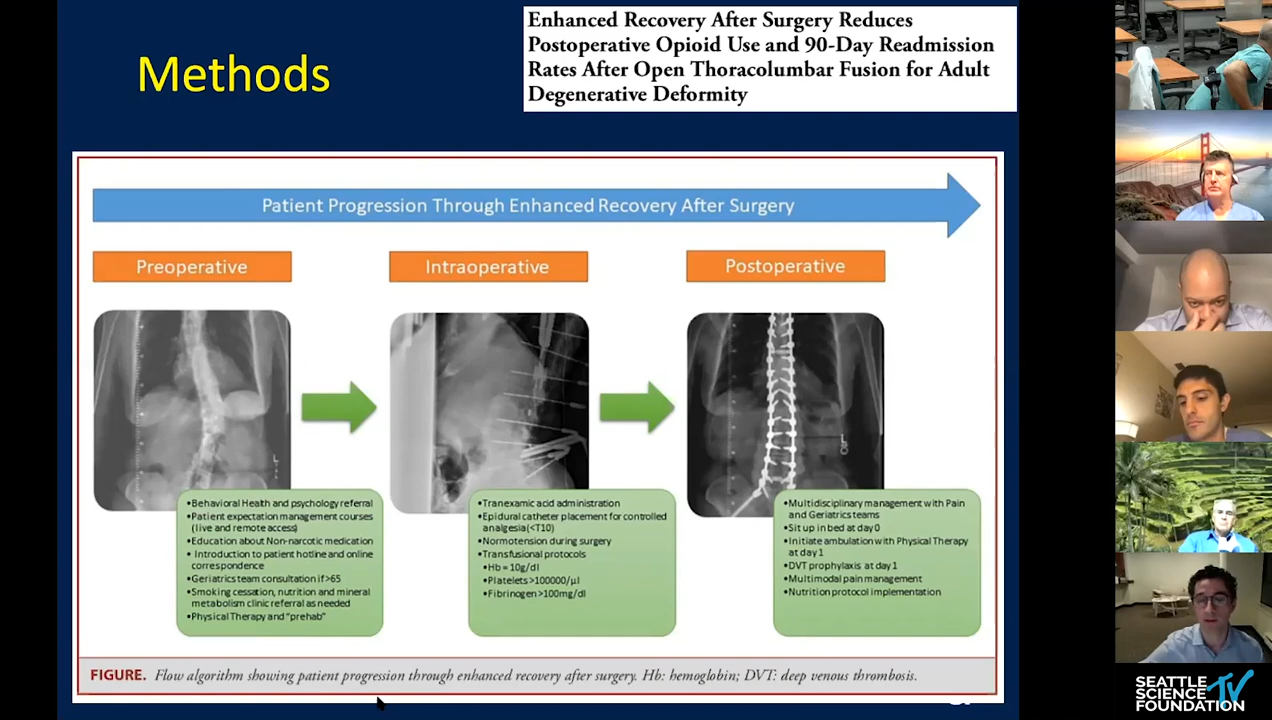 Methods
Enhanced Recovery After Surgery Reduces
Postoperative Opioid Use and 90-Day Readmission
Rates After Open Thoracolumbar Fusion for Adult
Degenerative Deformity
Patient Progression Through Enhanced Recovery After Surgery
Preoperative
Intraoperative
Postoperative
•Behavioral Health and psychology referral
•Patient expectation management courses
(live and remote access)
•Education about Non-narcotic medication
• Introduction to patient hotline and online
correspondence
•Geriatrics team consultation if >65
•Smoking cessation, nutrition and mineral
metabolism clinic referral as needed
•Physical Therapy and "prehab"
•Tranexamic acid administration
•Epidural catheter placement for controlled
analgesia(<T10)
•Normotension during surgery
•Transfusional protocols
•Hb = 10g/dl
•Platelets >100000/µl
•Fibrinogen >100mg/dl
•Multidisciplinary management with Pain
and Geriatrics teams
•Sit up in bed at day 0
•Initiate ambulation with Physical Therapy
at day 1
•DVT prophylaxis at day 1
•Multimodal pain management
•Nutrition protocol implementation
FIGURE. Flow algorithm showing patient progression through enhanced recovery after surgery. Hb: hemoglobin; DVT: deep venous thrombosis.
SEATTLE
SCIENCE
FOUNDATION
TV